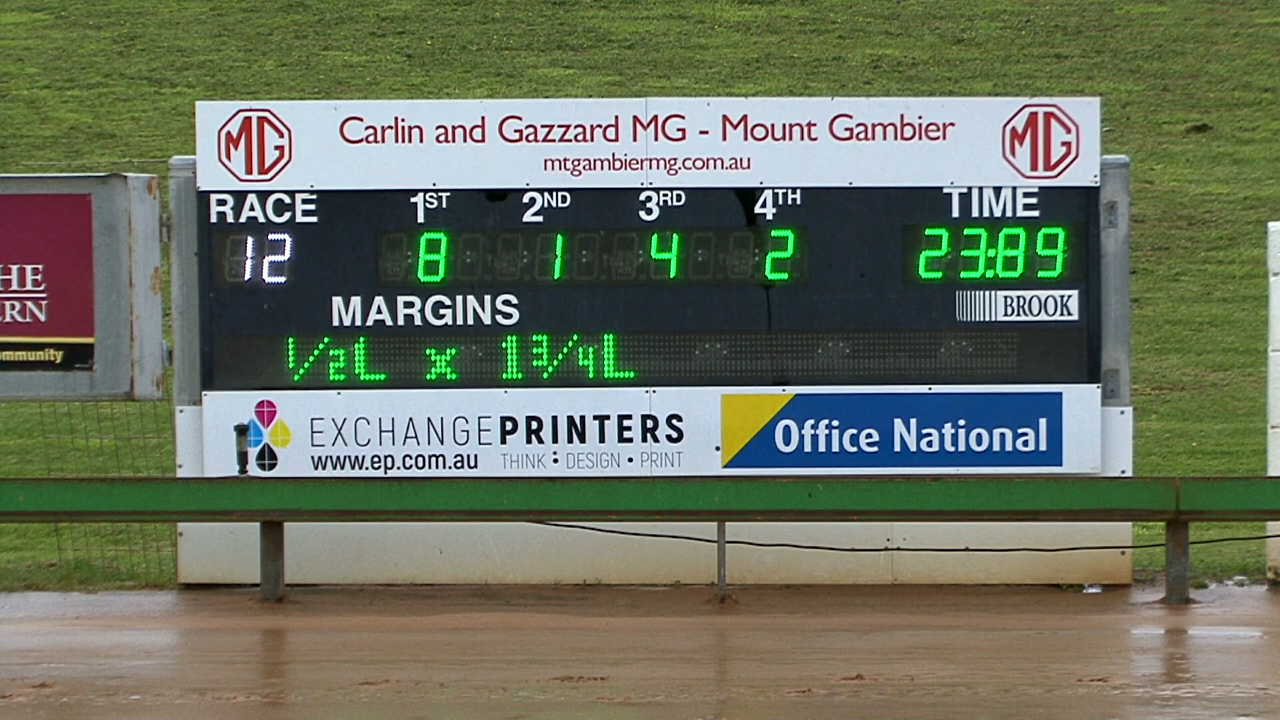 MG Carlin and Gazzard MG - Mount Gambier MG
mtgambiermg.com.au
RACE 1ST 2ND 3RD 4TH TIME
12 8 1 4 2 23:89
MARGINS BROOK
½L x 1¾L
EXCHANGEPRINTERS
www.ep.com.au THINK : DESIGN • PRINT
Office National
HE
RN
mmunity